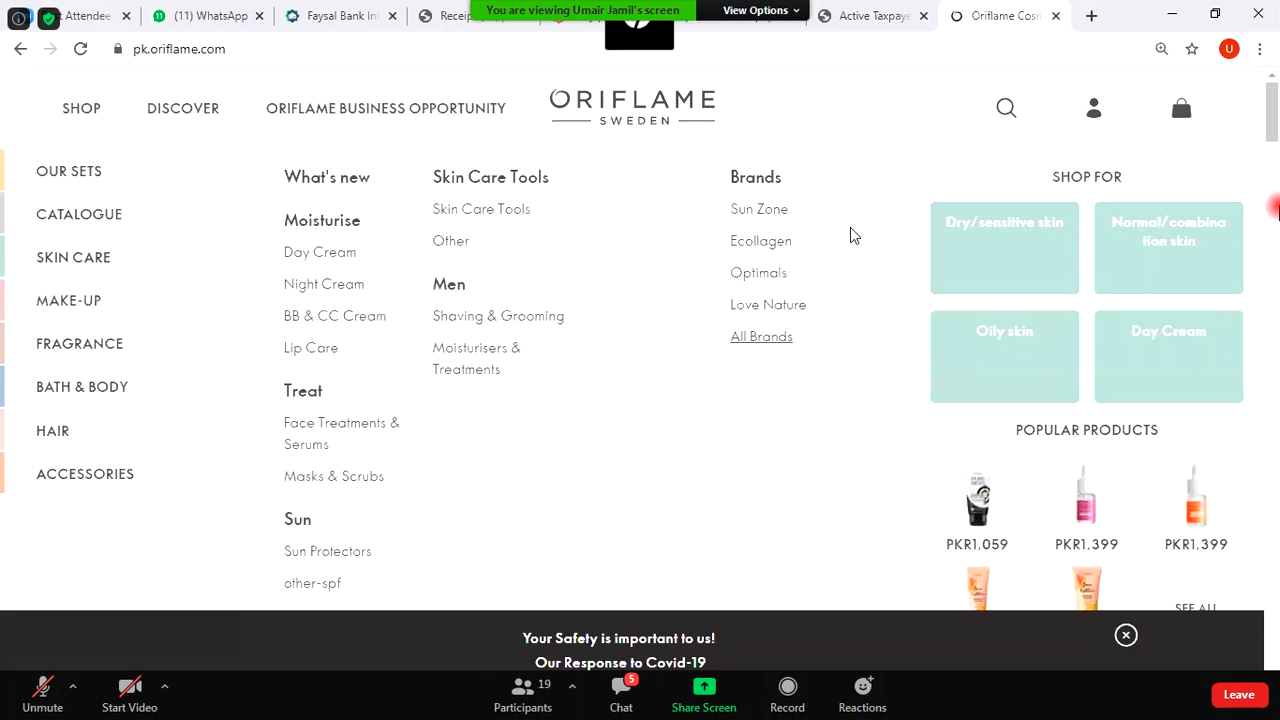 t Attendee
(11) WhatsApp
Faysal Bank Int
Receip
You are viewing Umair Jamil's screen
View Options
Active Taxpaye
Oriflame Cosr
pk.oriflame.com
U
SHOP
DISCOVER
ORIFLAME BUSINESS OPPORTUNITY
ORIFLAME
SWEDEN
OUR SETS
CATALOGUE
SKIN CARE
MAKE-UP
FRAGRANCE
BATH & BODY
HAIR
ACCESSORIES
What's new
Moisturise
Day Cream
Night Cream
BB & CC Cream
Lip Care
Treat
Face Treatments &
Serums
Masks & Scrubs
Sun
Sun Protectors
other-spf
Skin Care Tools
Skin Care Tools
Other
Men
Shaving & Grooming
Moisturisers &
Treatments
Brands
Sun Zone
Ecollagen
Optimals
Love Nature
All Brands
SHOP FOR
Dry/sensitive skin
Normal/combina
tion skin
Oily skin
Day Cream
POPULAR PRODUCTS
PKR1,059
PKR1,399
PKR1,399
SEE ALL
Your Safety is important to us!
Our Response to Covid-19
Unmute
Start Video
19
Participants
5
Chat
Share Screen
Record
Reactions
Leave